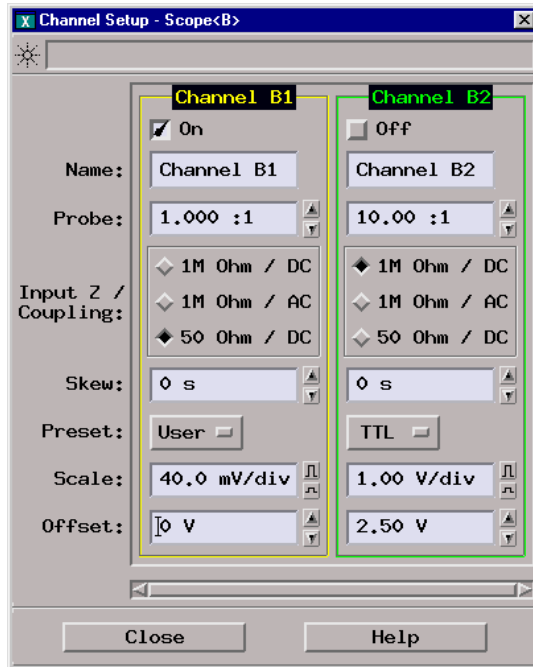 X Channel Setup - Scope<B>
Channel B1 Channel B2
On Off
Name: Channel B1 Channel B2
Probe: 1.000 :1 10.00 :1
1M Ohm / DC 1M Ohm / DC
Input Z / Coupling: 1M Ohm / AC 1M Ohm / AC
50 Ohm / DC 50 Ohm / DC
Skew: 0 s 0 s
Preset: User TTL
Scale: 40.0 mV/div 1.00 V/div
Offset: 0 V 2.50 V
Close Help